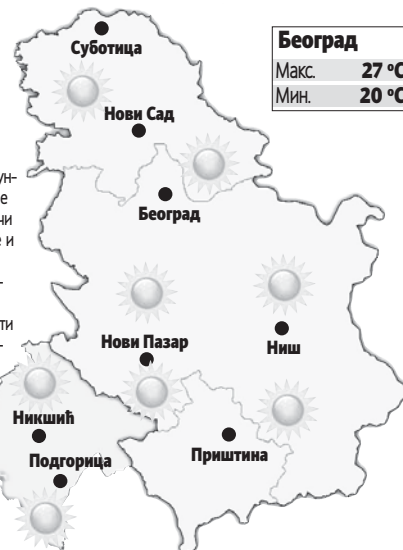 Суботица
Београд
Макс. 27 °C
Мин. 20 °C
Нови Сад
Београд
Нови Пазар
Ниш
Никшић
Подгорица
Приштина